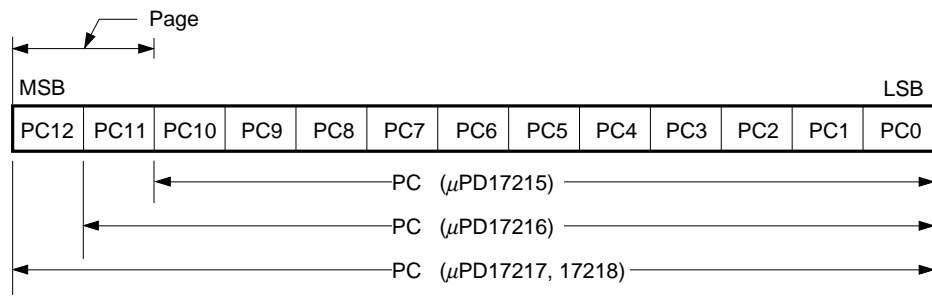 Page
MSB LSB
PC12 PC11 PC10 PC9 PC8 PC7 PC6 PC5 PC4 PC3 PC2 PC1 PC0
PC (μPD17215)
PC (μPD17216)
PC (μPD17217, 17218)